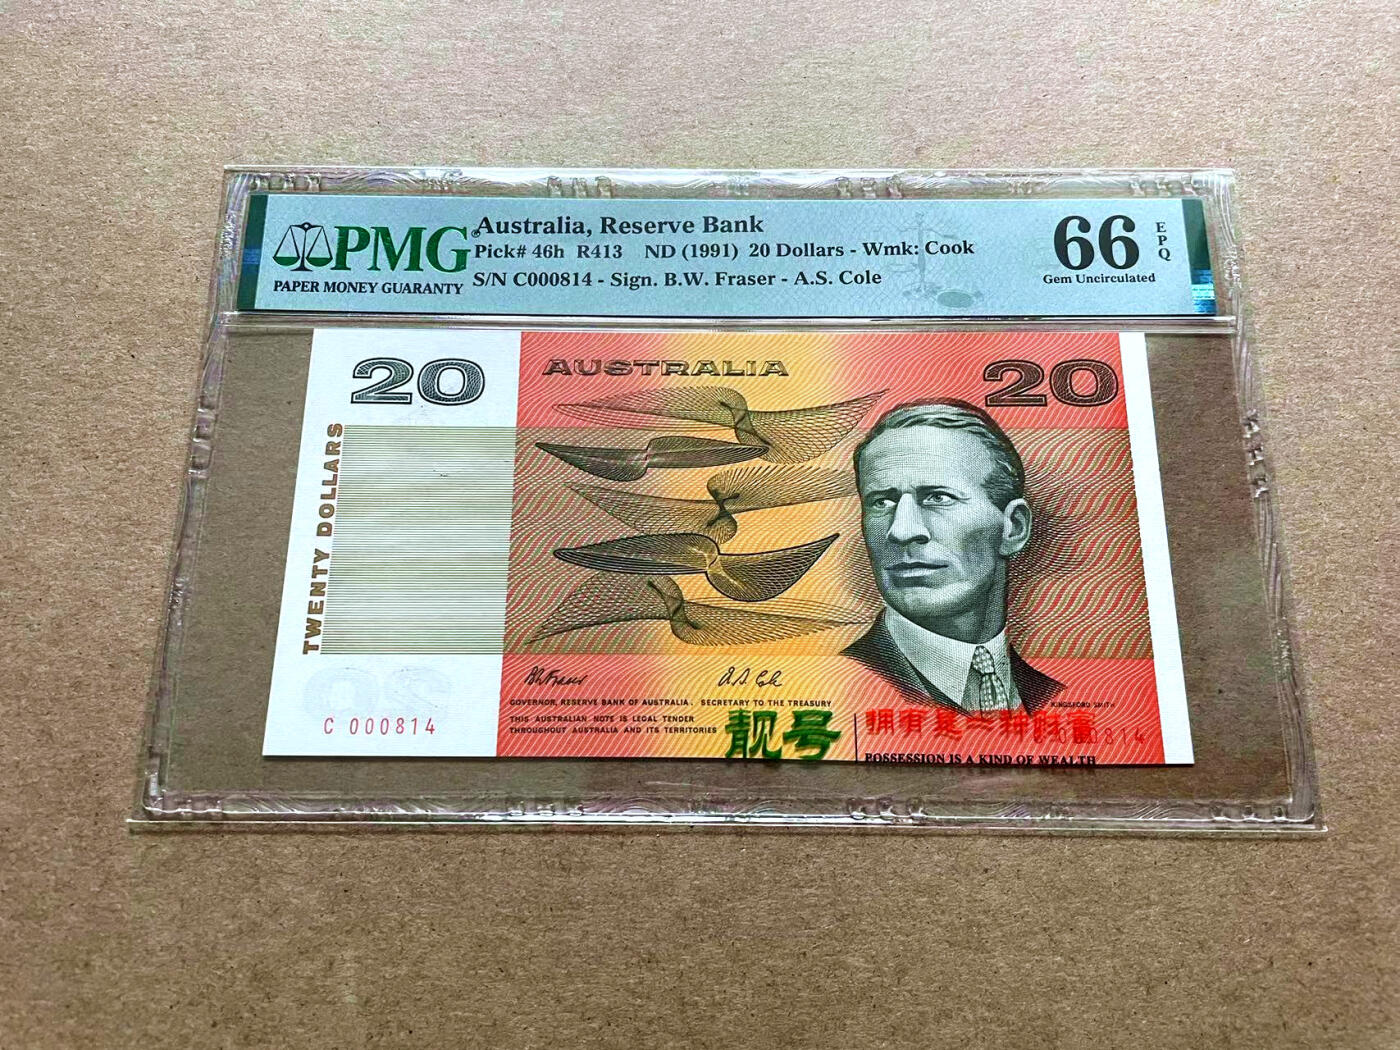 PMG
PAPER MONEY GUARANTY
Australia, Reserve Bank
Pick# 46h R413 ND (1991) 20 Dollars - Wmk: Cook
S/N C000814 - Sign. B.W. Fraser - A.S. Cole
66
EPQ
Gem Uncirculated
20
AUSTRALIA
20
TWENTY DOLLARS
KINGSFORD SMITH
GOVERNOR, RESERVE BANK OF AUSTRALIA. SECRETARY TO THE TREASURY
THIS AUSTRALIAN NOTE IS LEGAL TENDER
THROUGHOUT AUSTRALIA AND ITS TERRITORIES
C 000814
靓号
拥有是一种财富
POSSESSION IS A KIND OF WEALTH